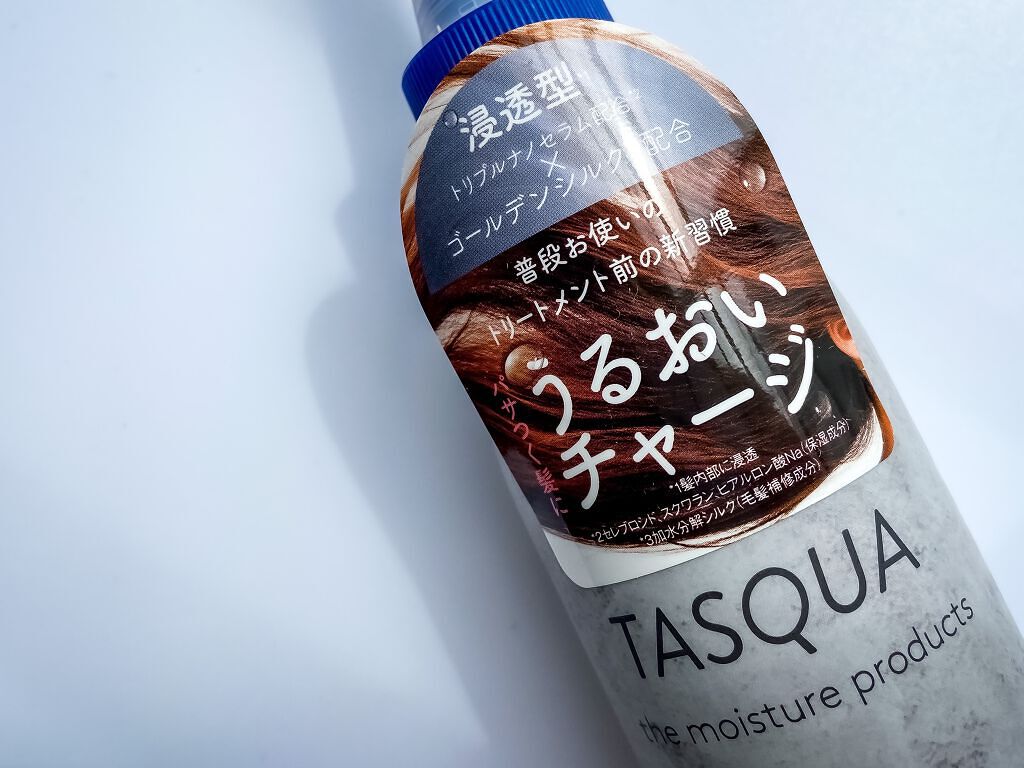 浸透型*1
トリプルナノセラム配合*2
×
ゴールデンシルク*3配合
普段お使いの
トリートメント前の新習慣
うるおい
チャージ
パサつく髪に
*1髪内部に浸透
*2セレブロシド、スクワラン、ヒアルロン酸Na(保湿成分)
*3加水分解シルク(毛髪補修成分)
TASQUA
the moisture products